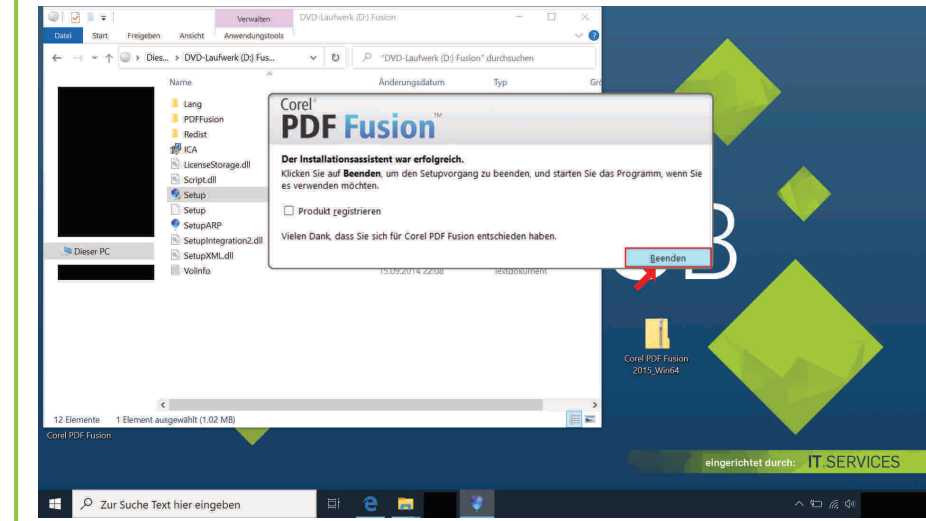 Verwalten
DVD-Laufwerk (D:) Fusion
Datei
Start
Freigeben
Ansicht
Anwendungstools
Dies... > DVD-Laufwerk (D:) Fus...
"DVD-Laufwerk (D:) Fusion" durchsuchen
Name
Änderungsdatum
Typ
Grö
Lang
PDFFusion
Redist
ICA
LicenseStorage.dll
Script.dll
Setup
Setup
SetupARP
SetupIntegration2.dll
SetupXML.dll
Volinfo
15.09.2014 22:08
Textdokument
Dieser PC
12 Elemente
1 Element ausgewählt (1.02 MB)
Corel®
PDF Fusion™
Der Installationsassistent war erfolgreich.
Klicken Sie auf Beenden, um den Setupvorgang zu beenden, und starten Sie das Programm, wenn Sie
es verwenden möchten.
Produkt registrieren
Vielen Dank, dass Sie sich für Corel PDF Fusion entschieden haben.
Beenden
B
Corel PDF Fusion
2015_Win64
Corel PDF Fusion
eingerichtet durch: IT.SERVICES
Zur Suche Text hier eingeben